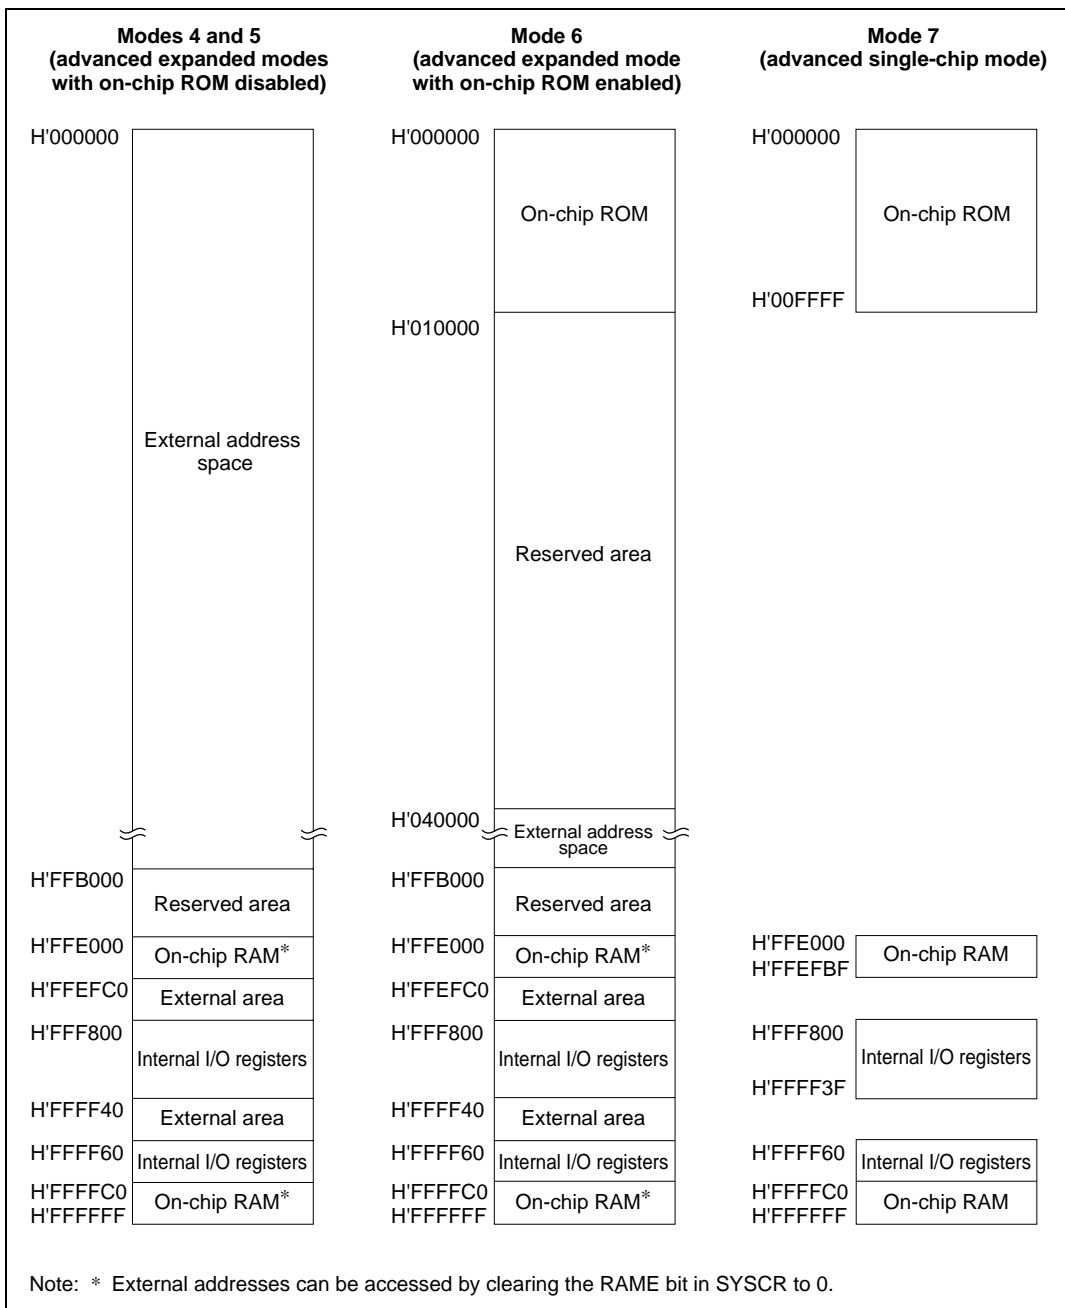 Modes 4 and 5
(advanced expanded modes
with on-chip ROM disabled)
H'000000
External address
space
H'FFB000
Reserved area
H'FFE000
On-chip RAM*
H'FFEFC0
External area
H'FFF800
Internal I/O registers
H'FFFF40
External area
H'FFFF60
Internal I/O registers
H'FFFFC0
On-chip RAM*
H'FFFFFF
Mode 6
(advanced expanded mode
with on-chip ROM enabled)
H'000000
On-chip ROM
H'010000
Reserved area
H'040000
External address
space
H'FFB000
Reserved area
H'FFE000
On-chip RAM*
H'FFEFC0
External area
H'FFF800
Internal I/O registers
H'FFFF40
External area
H'FFFF60
Internal I/O registers
H'FFFFC0
On-chip RAM*
H'FFFFFF
Mode 7
(advanced single-chip mode)
H'000000
On-chip ROM
H'00FFFF
H'FFE000
On-chip RAM
H'FFEFBF
H'FFF800
Internal I/O registers
H'FFFF3F
H'FFFF60
Internal I/O registers
H'FFFFC0
On-chip RAM
H'FFFFFF
Note: * External addresses can be accessed by clearing the RAME bit in SYSCR to 0.